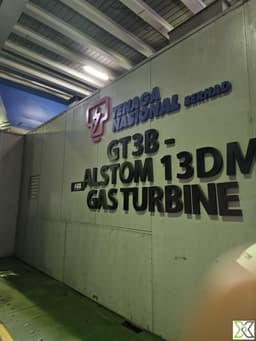 TENAGA
NASIONAL BERHAD
GT3B -
ALSTOM 13DM
GAS TURBINE